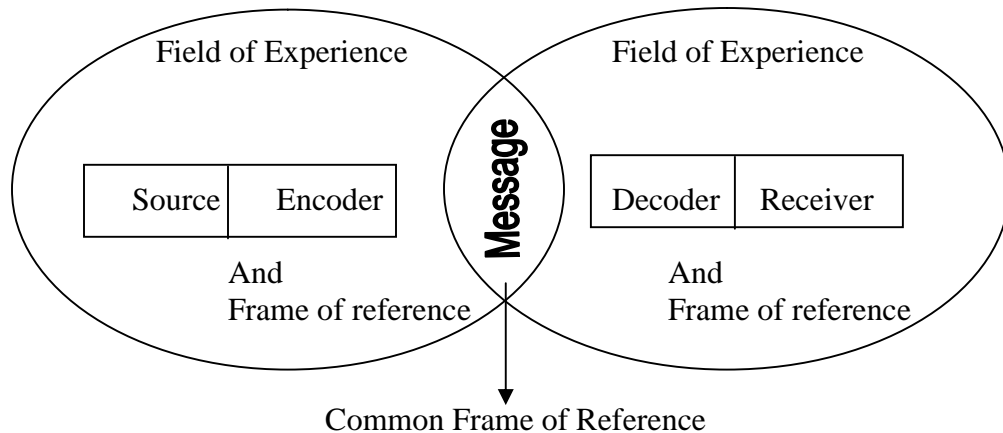 Field of Experience
Source
Encoder
And
Frame of reference
Message
Field of Experience
Decoder
Receiver
And
Frame of reference
Common Frame of Reference